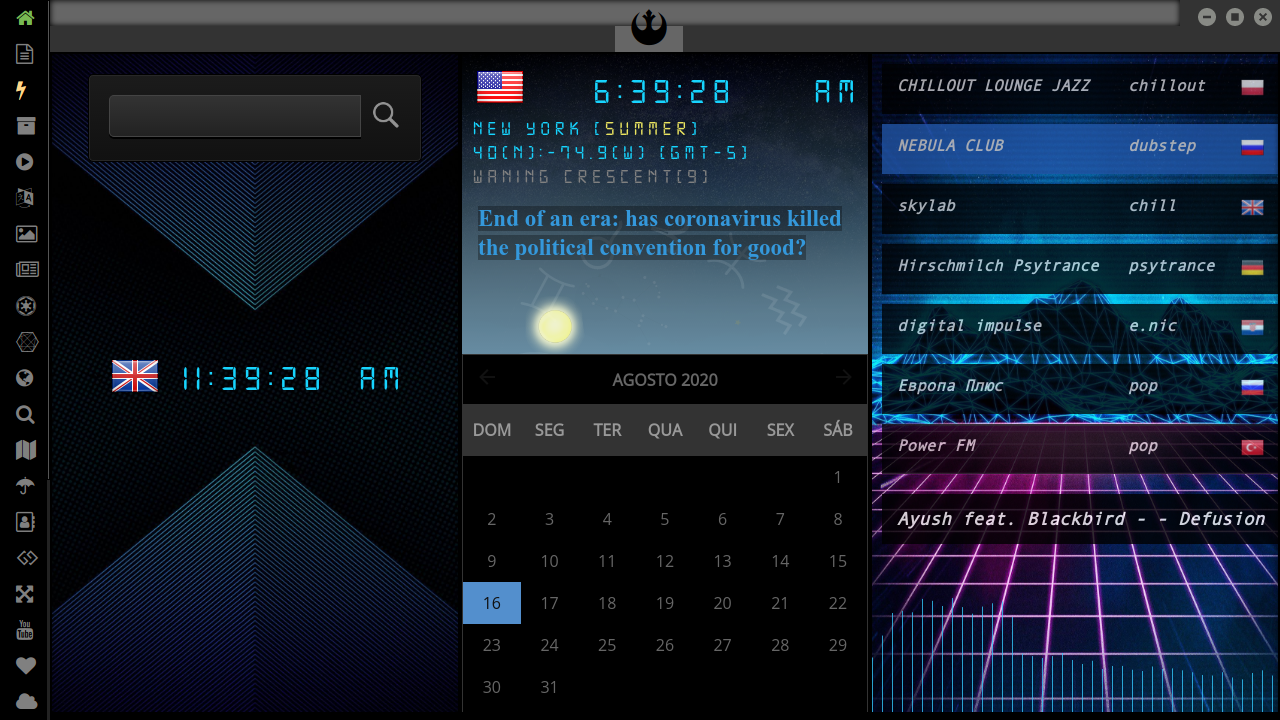 11:39:28 AM
6:39:28 AM
NEW YORK (SUMMER)
40(N):-74.9(W) (GMT-5)
WANING CRESCENT(9)
End of an era: has coronavirus killed
the political convention for good?
AGOSTO 2020
DOM SEG TER QUA QUI SEX SÁB
1
2 3 4 5 6 7 8
9 10 11 12 13 14 15
16 17 18 19 20 21 22
23 24 25 26 27 28 29
30 31
CHILLOUT LOUNGE JAZZ chillout
NEBULA CLUB dubstep
skylab chill
Hirschmilch Psytrance psytrance
digital impulse e.nic
Европа Плюс pop
Power FM pop
Ayush feat. Blackbird - - Defusion
You
Tube